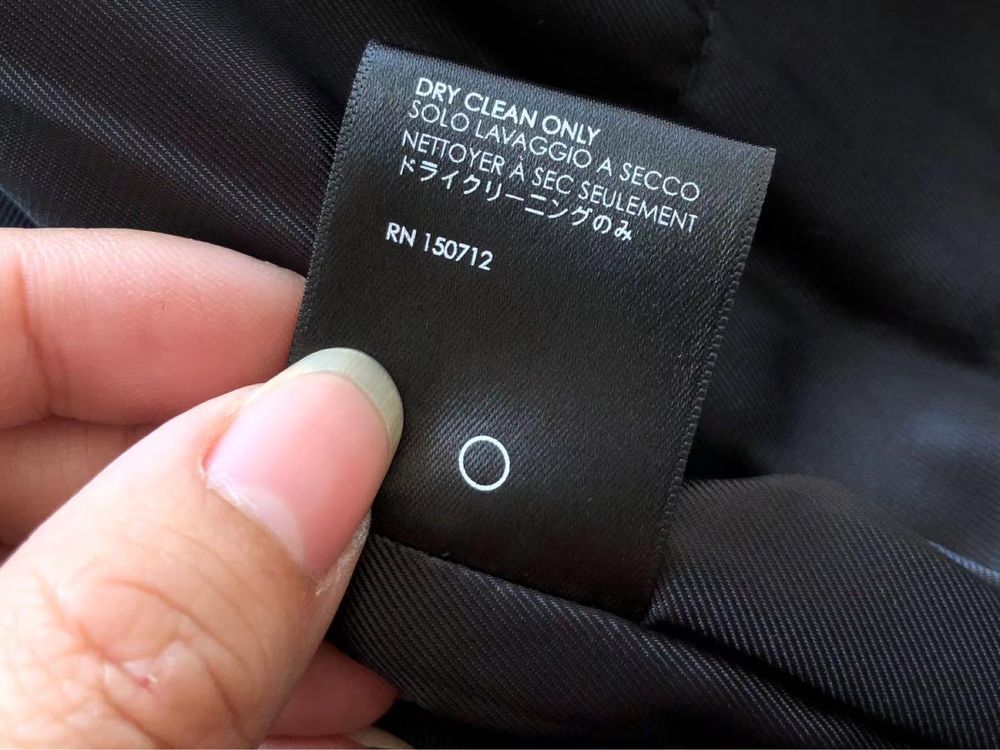 DRY CLEAN ONLY
SOLO LAVAGGIO A SECCO
NETTOYER À SEC SEULEMENT
ドライクリーニングのみ
RN 150712